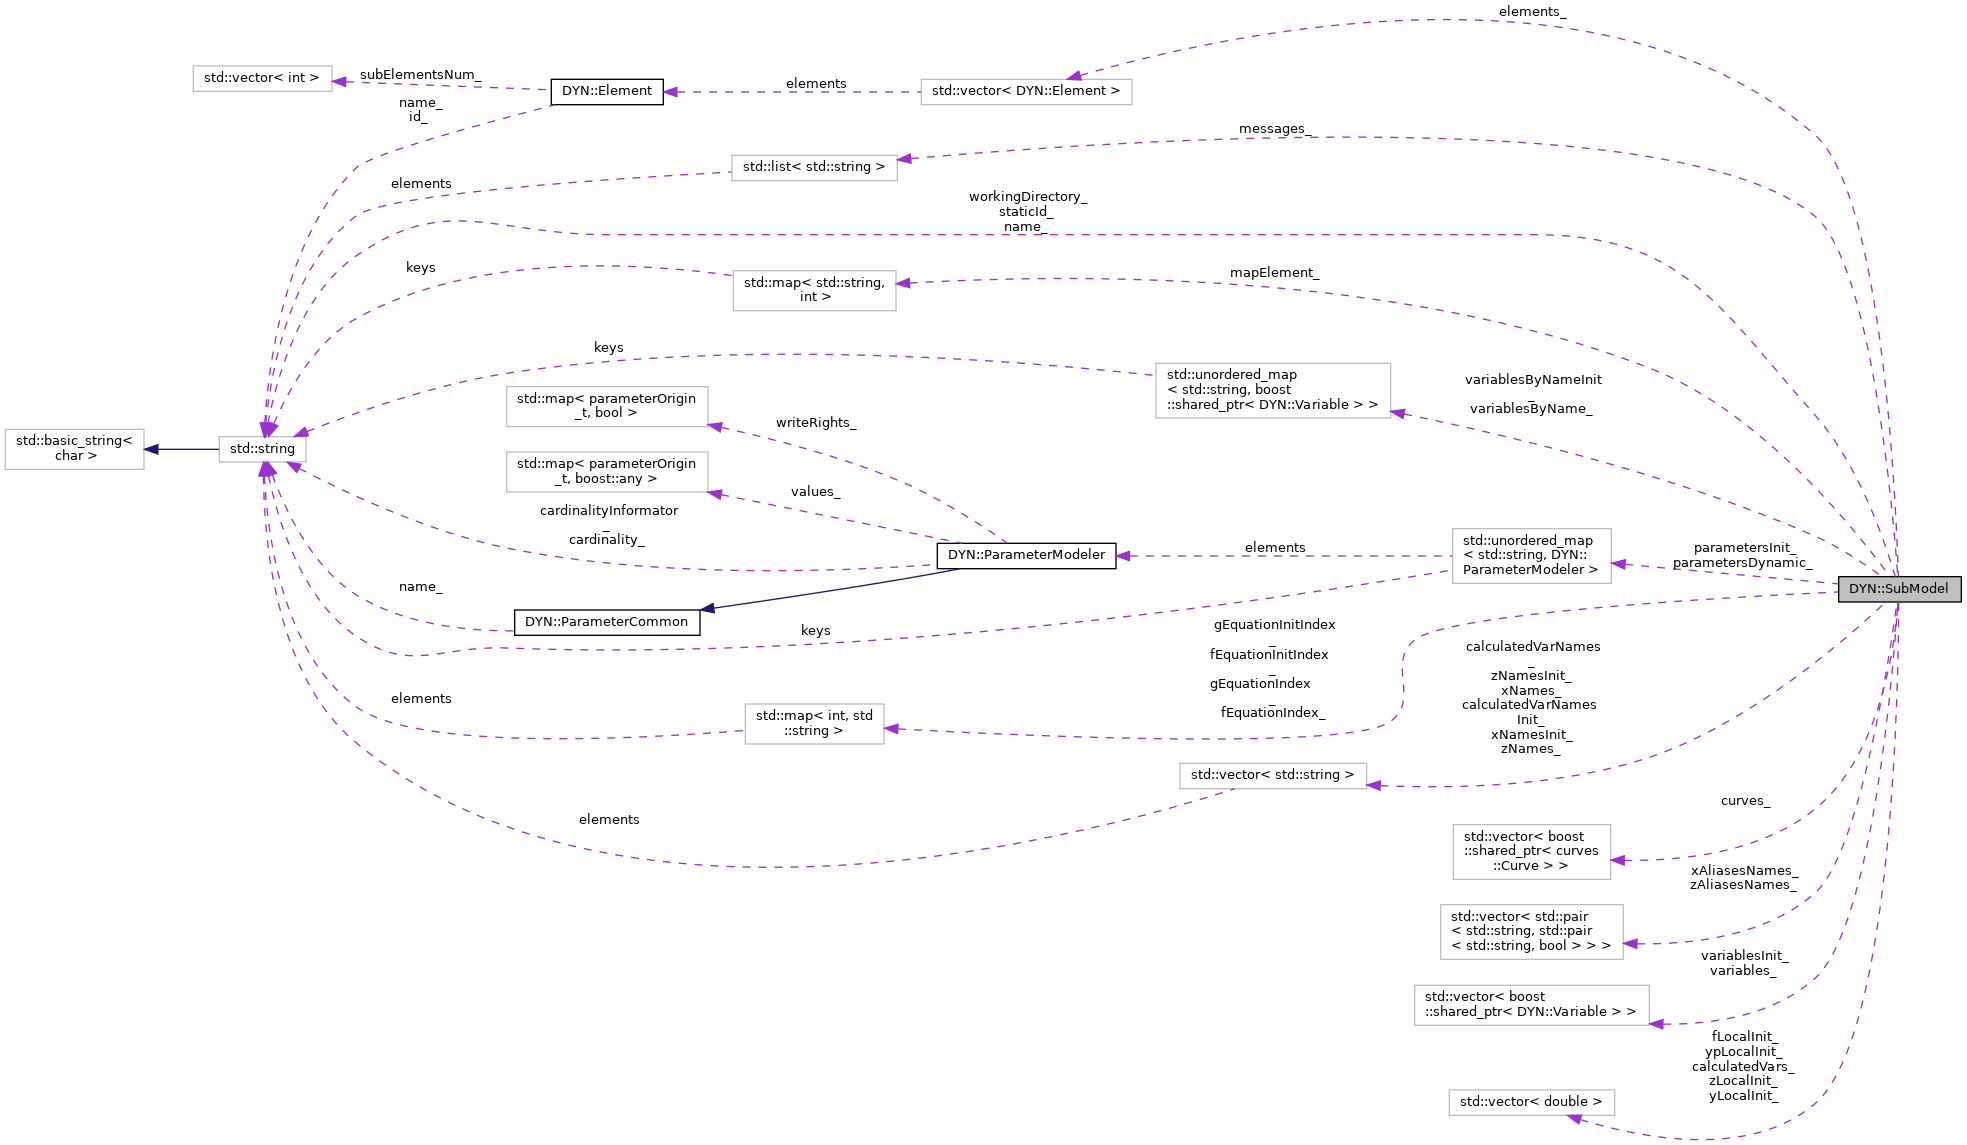 elements_
std::vector< int >
subElementsNum_
DYN::Element
elements
std::vector< DYN::Element >
name_
id_
messages_
std::list< std::string >
elements
workingDirectory_
staticId_
name_
keys
std::map< std::string,
int >
mapElement_
keys
std::unordered_map
< std::string, boost
::shared_ptr< DYN::Variable > >
variablesByNameInit
_
variablesByName_
std::map< parameterOrigin
_t, bool >
writeRights_
std::basic_string<
char >
std::string
std::map< parameterOrigin
_t, boost::any >
values_
cardinalityInformator
_
cardinality_
DYN::ParameterModeler
elements
std::unordered_map
< std::string, DYN::
ParameterModeler >
parametersInit_
parametersDynamic_
DYN::SubModel
name_
DYN::ParameterCommon
keys
gEquationInitIndex
_
fEquationInitIndex
_
gEquationIndex
_
fEquationIndex_
calculatedVarNames
_
zNamesInit_
xNames_
calculatedVarNames
Init_
xNamesInit_
zNames_
elements
std::map< int, std
::string >
std::vector< std::string >
elements
curves_
std::vector< boost
::shared_ptr< curves
::Curve > >
xAliasesNames_
zAliasesNames_
std::vector< std::pair
< std::string, std::pair
< std::string, bool > > >
variablesInit_
variables_
std::vector< boost
::shared_ptr< DYN::Variable > >
fLocalInit_
ypLocalInit_
calculatedVars_
zLocalInit_
yLocalInit_
std::vector< double >